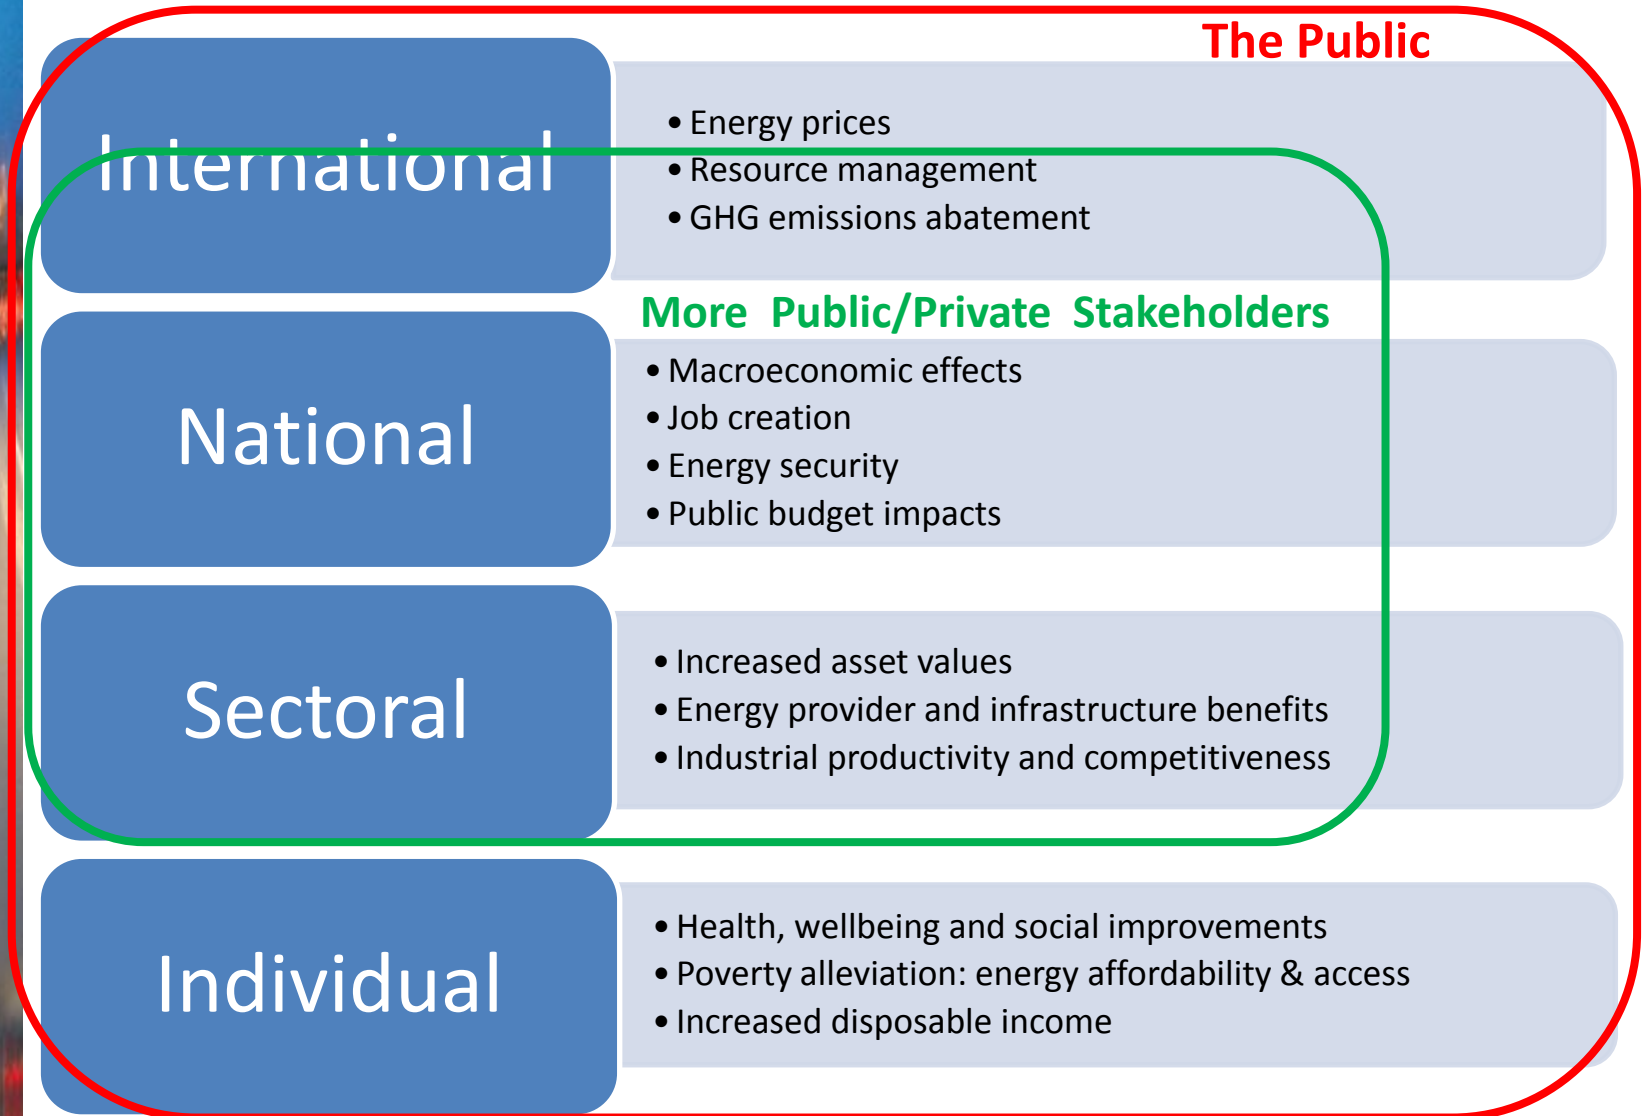 The Public
International
• Energy prices
• Resource management
• GHG emissions abatement
More Public/Private Stakeholders
National
• Macroeconomic effects
• Job creation
• Energy security
• Public budget impacts
Sectoral
• Increased asset values
• Energy provider and infrastructure benefits
• Industrial productivity and competitiveness
Individual
• Health, wellbeing and social improvements
• Poverty alleviation: energy affordability & access
• Increased disposable income